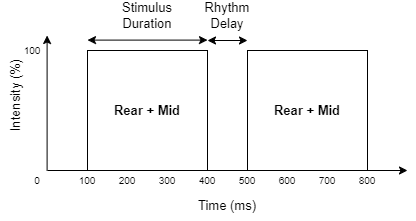 Stimulus
Duration
Rhythm
Delay
100
Intensity (%)
Rear + Mid
Rear + Mid
0
100
200
300
400
500
600
700
800
Time (ms)